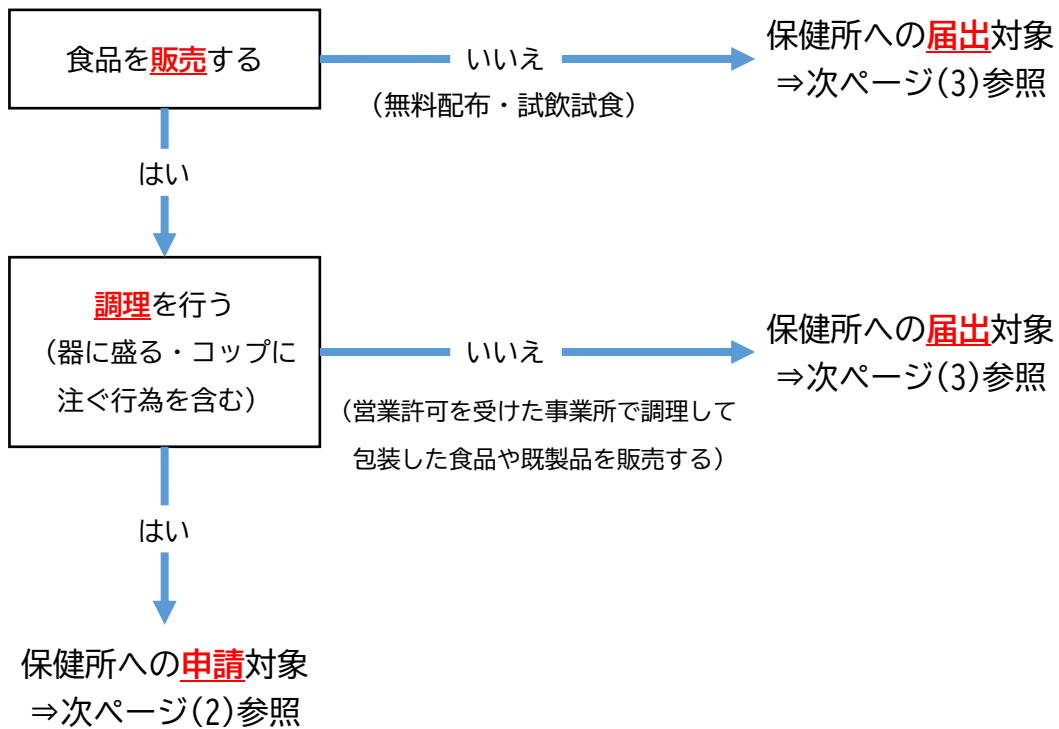 食品を販売する
いいえ
（無料配布・試飲試食）
保健所への届出対象
⇒次ページ(3)参照
はい
調理を行う
（器に盛る・コップに
注ぐ行為を含む）
いいえ
（営業許可を受けた事業所で調理して
包装した食品や既製品を販売する）
保健所への届出対象
⇒次ページ(3)参照
はい
保健所への申請対象
⇒次ページ(2)参照